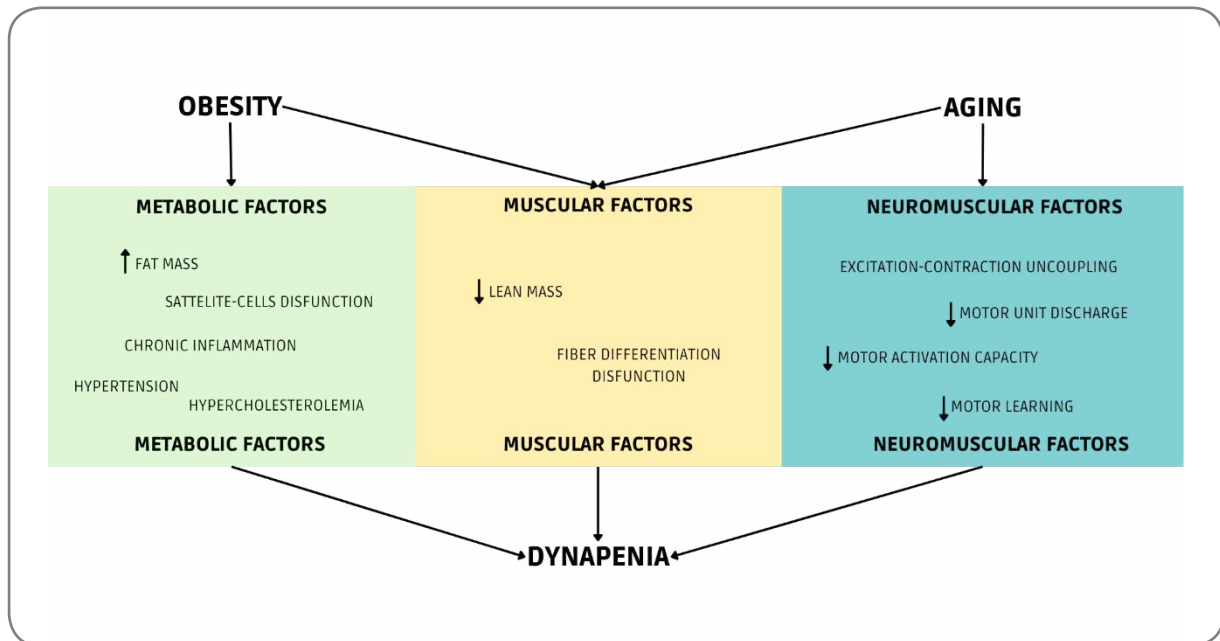 OBESITY
AGING
METABOLIC FACTORS
↑ FAT MASS
SATTELITE-CELLS DISFUNCTION
CHRONIC INFLAMMATION
HYPERTENSION
HYPERCHOLESTEROLEMIA
METABOLIC FACTORS
MUSCULAR FACTORS
↓ LEAN MASS
FIBER DIFFERENTIATION
DISFUNCTION
MUSCULAR FACTORS
NEUROMUSCULAR FACTORS
EXCITATION-CONTRACTION UNCOUPLING
↓ MOTOR UNIT DISCHARGE
↓ MOTOR ACTIVATION CAPACITY
↓ MOTOR LEARNING
NEUROMUSCULAR FACTORS
DYNAPENIA